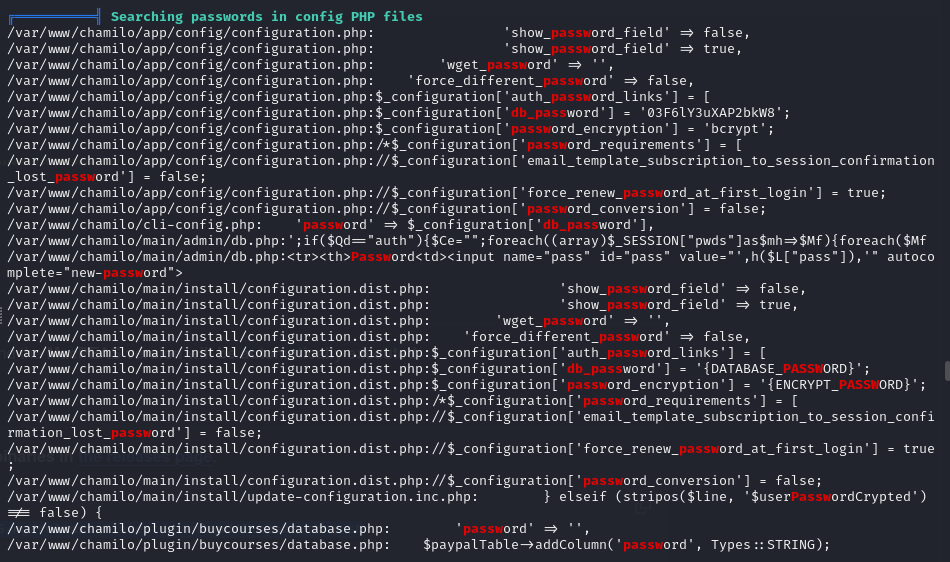 ╔══════════╣ Searching passwords in config PHP files
/var/www/chamilo/app/config/configuration.php:                'show_password_field' => false,
/var/www/chamilo/app/config/configuration.php:                'show_password_field' => true,
/var/www/chamilo/app/config/configuration.php:        'wget_password' => '',
/var/www/chamilo/app/config/configuration.php:    'force_different_password' => false,
/var/www/chamilo/app/config/configuration.php:$_configuration['auth_password_links'] = [
/var/www/chamilo/app/config/configuration.php:$_configuration['db_password'] = '03F6lY3uXAP2bkW8';
/var/www/chamilo/app/config/configuration.php:$_configuration['password_encryption'] = 'bcrypt';
/var/www/chamilo/app/config/configuration.php:/*$_configuration['password_requirements'] = [
/var/www/chamilo/app/config/configuration.php://$_configuration['email_template_subscription_to_session_confirmation
_lost_password'] = false;
/var/www/chamilo/app/config/configuration.php://$_configuration['force_renew_password_at_first_login'] = true;
/var/www/chamilo/app/config/configuration.php://$_configuration['password_conversion'] = false;
/var/www/chamilo/cli-config.php:    'password' => $_configuration['db_password'],
/var/www/chamilo/main/admin/db.php:';if($Qd=="auth"){$Ce="";foreach((array)$_SESSION["pwds"]as$mh=>$Mf){foreach($Mf
/var/www/chamilo/main/admin/db.php:<tr><th>Password<td><input name="pass" id="pass" value="',h($L["pass"]),'" autoco
mplete="new-password">
/var/www/chamilo/main/install/configuration.dist.php:                'show_password_field' => false,
/var/www/chamilo/main/install/configuration.dist.php:                'show_password_field' => true,
/var/www/chamilo/main/install/configuration.dist.php:        'wget_password' => '',
/var/www/chamilo/main/install/configuration.dist.php:    'force_different_password' => false,
/var/www/chamilo/main/install/configuration.dist.php:$_configuration['auth_password_links'] = [
/var/www/chamilo/main/install/configuration.dist.php:$_configuration['db_password'] = '{DATABASE_PASSWORD}';
/var/www/chamilo/main/install/configuration.dist.php:$_configuration['password_encryption'] = '{ENCRYPT_PASSWORD}';
/var/www/chamilo/main/install/configuration.dist.php:/*$_configuration['password_requirements'] = [
/var/www/chamilo/main/install/configuration.dist.php://$_configuration['email_template_subscription_to_session_confi
rmation_lost_password'] = false;
/var/www/chamilo/main/install/configuration.dist.php://$_configuration['force_renew_password_at_first_login'] = true
;
/var/www/chamilo/main/install/configuration.dist.php://$_configuration['password_conversion'] = false;
/var/www/chamilo/main/install/update-configuration.inc.php:        } elseif (stripos($line, '$userPasswordCrypted')
!== false) {
/var/www/chamilo/plugin/buycourses/database.php:        'password' => '',
/var/www/chamilo/plugin/buycourses/database.php:    $paypalTable->addColumn('password', Types::STRING);